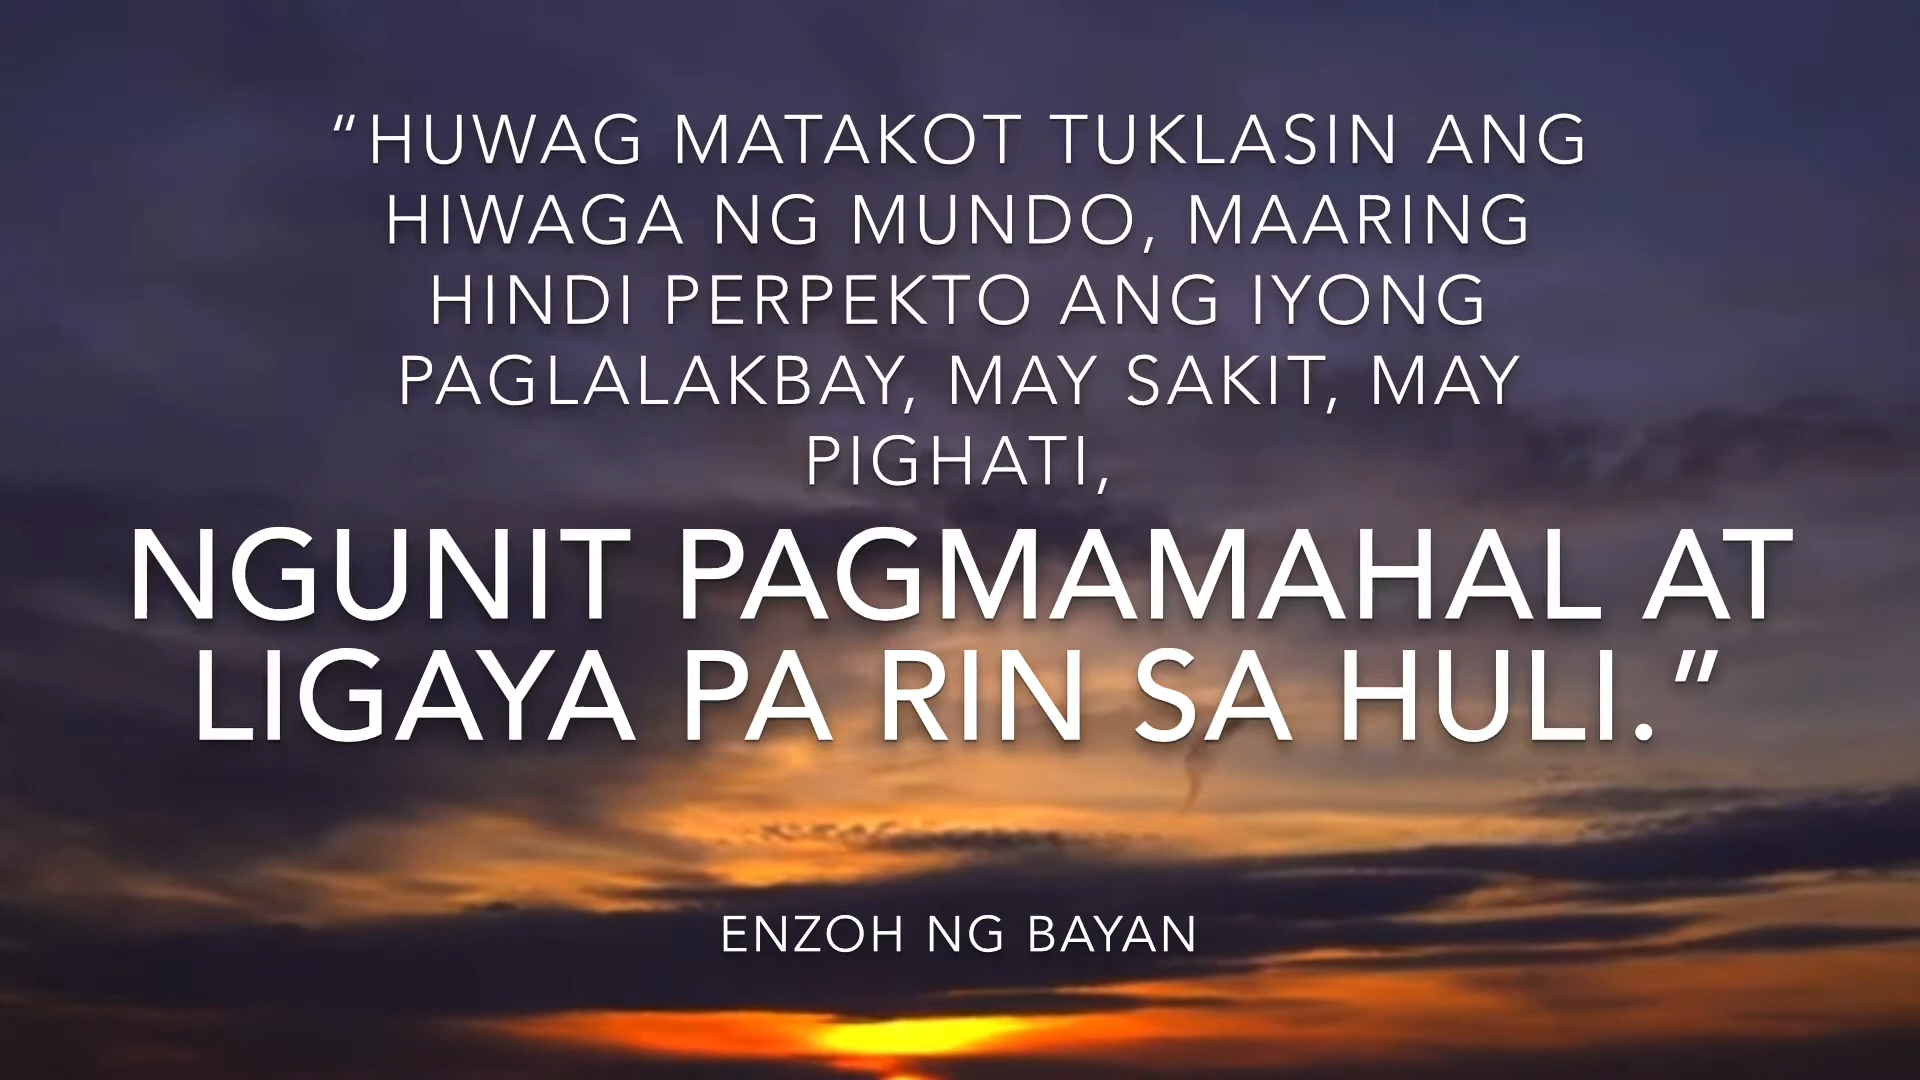 “HUWAG MATAKOT TUKLASIN ANG
HIWAGA NG MUNDO, MAARING
HINDI PERPEKTO ANG IYONG
PAGLALAKBAY, MAY SAKIT, MAY
PIGHATI,
NGUNIT PAGMAMAHAL AT
LIGAYA PA RIN SA HULI.”
ENZOH NG BAYAN